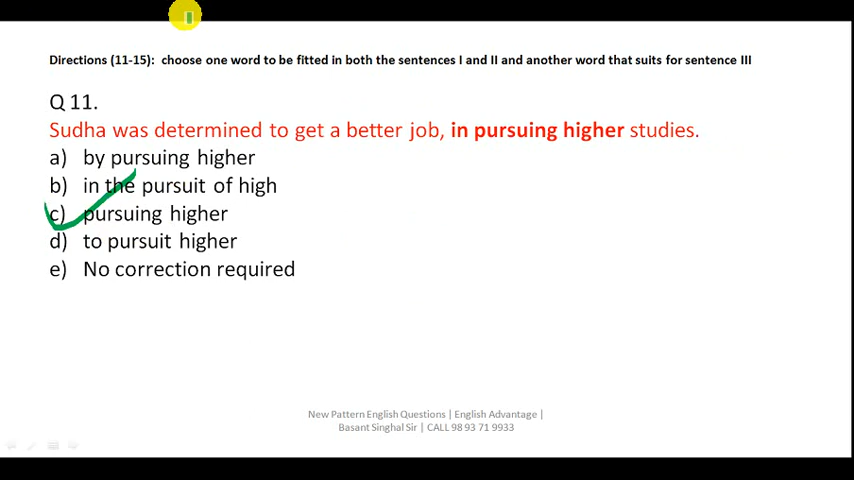 Directions (11-15): choose one word to be fitted in both the sentences I and II and another word that suits for sentence III
Q 11.
Sudha was determined to get a better job, in pursuing higher studies.
a) by pursuing higher
b) in the pursuit of high
c) pursuing higher
d) to pursuit higher
e) No correction required
New Pattern English Questions | English Advantage |
Basant Singhal Sir | CALL 98 93 71 9933